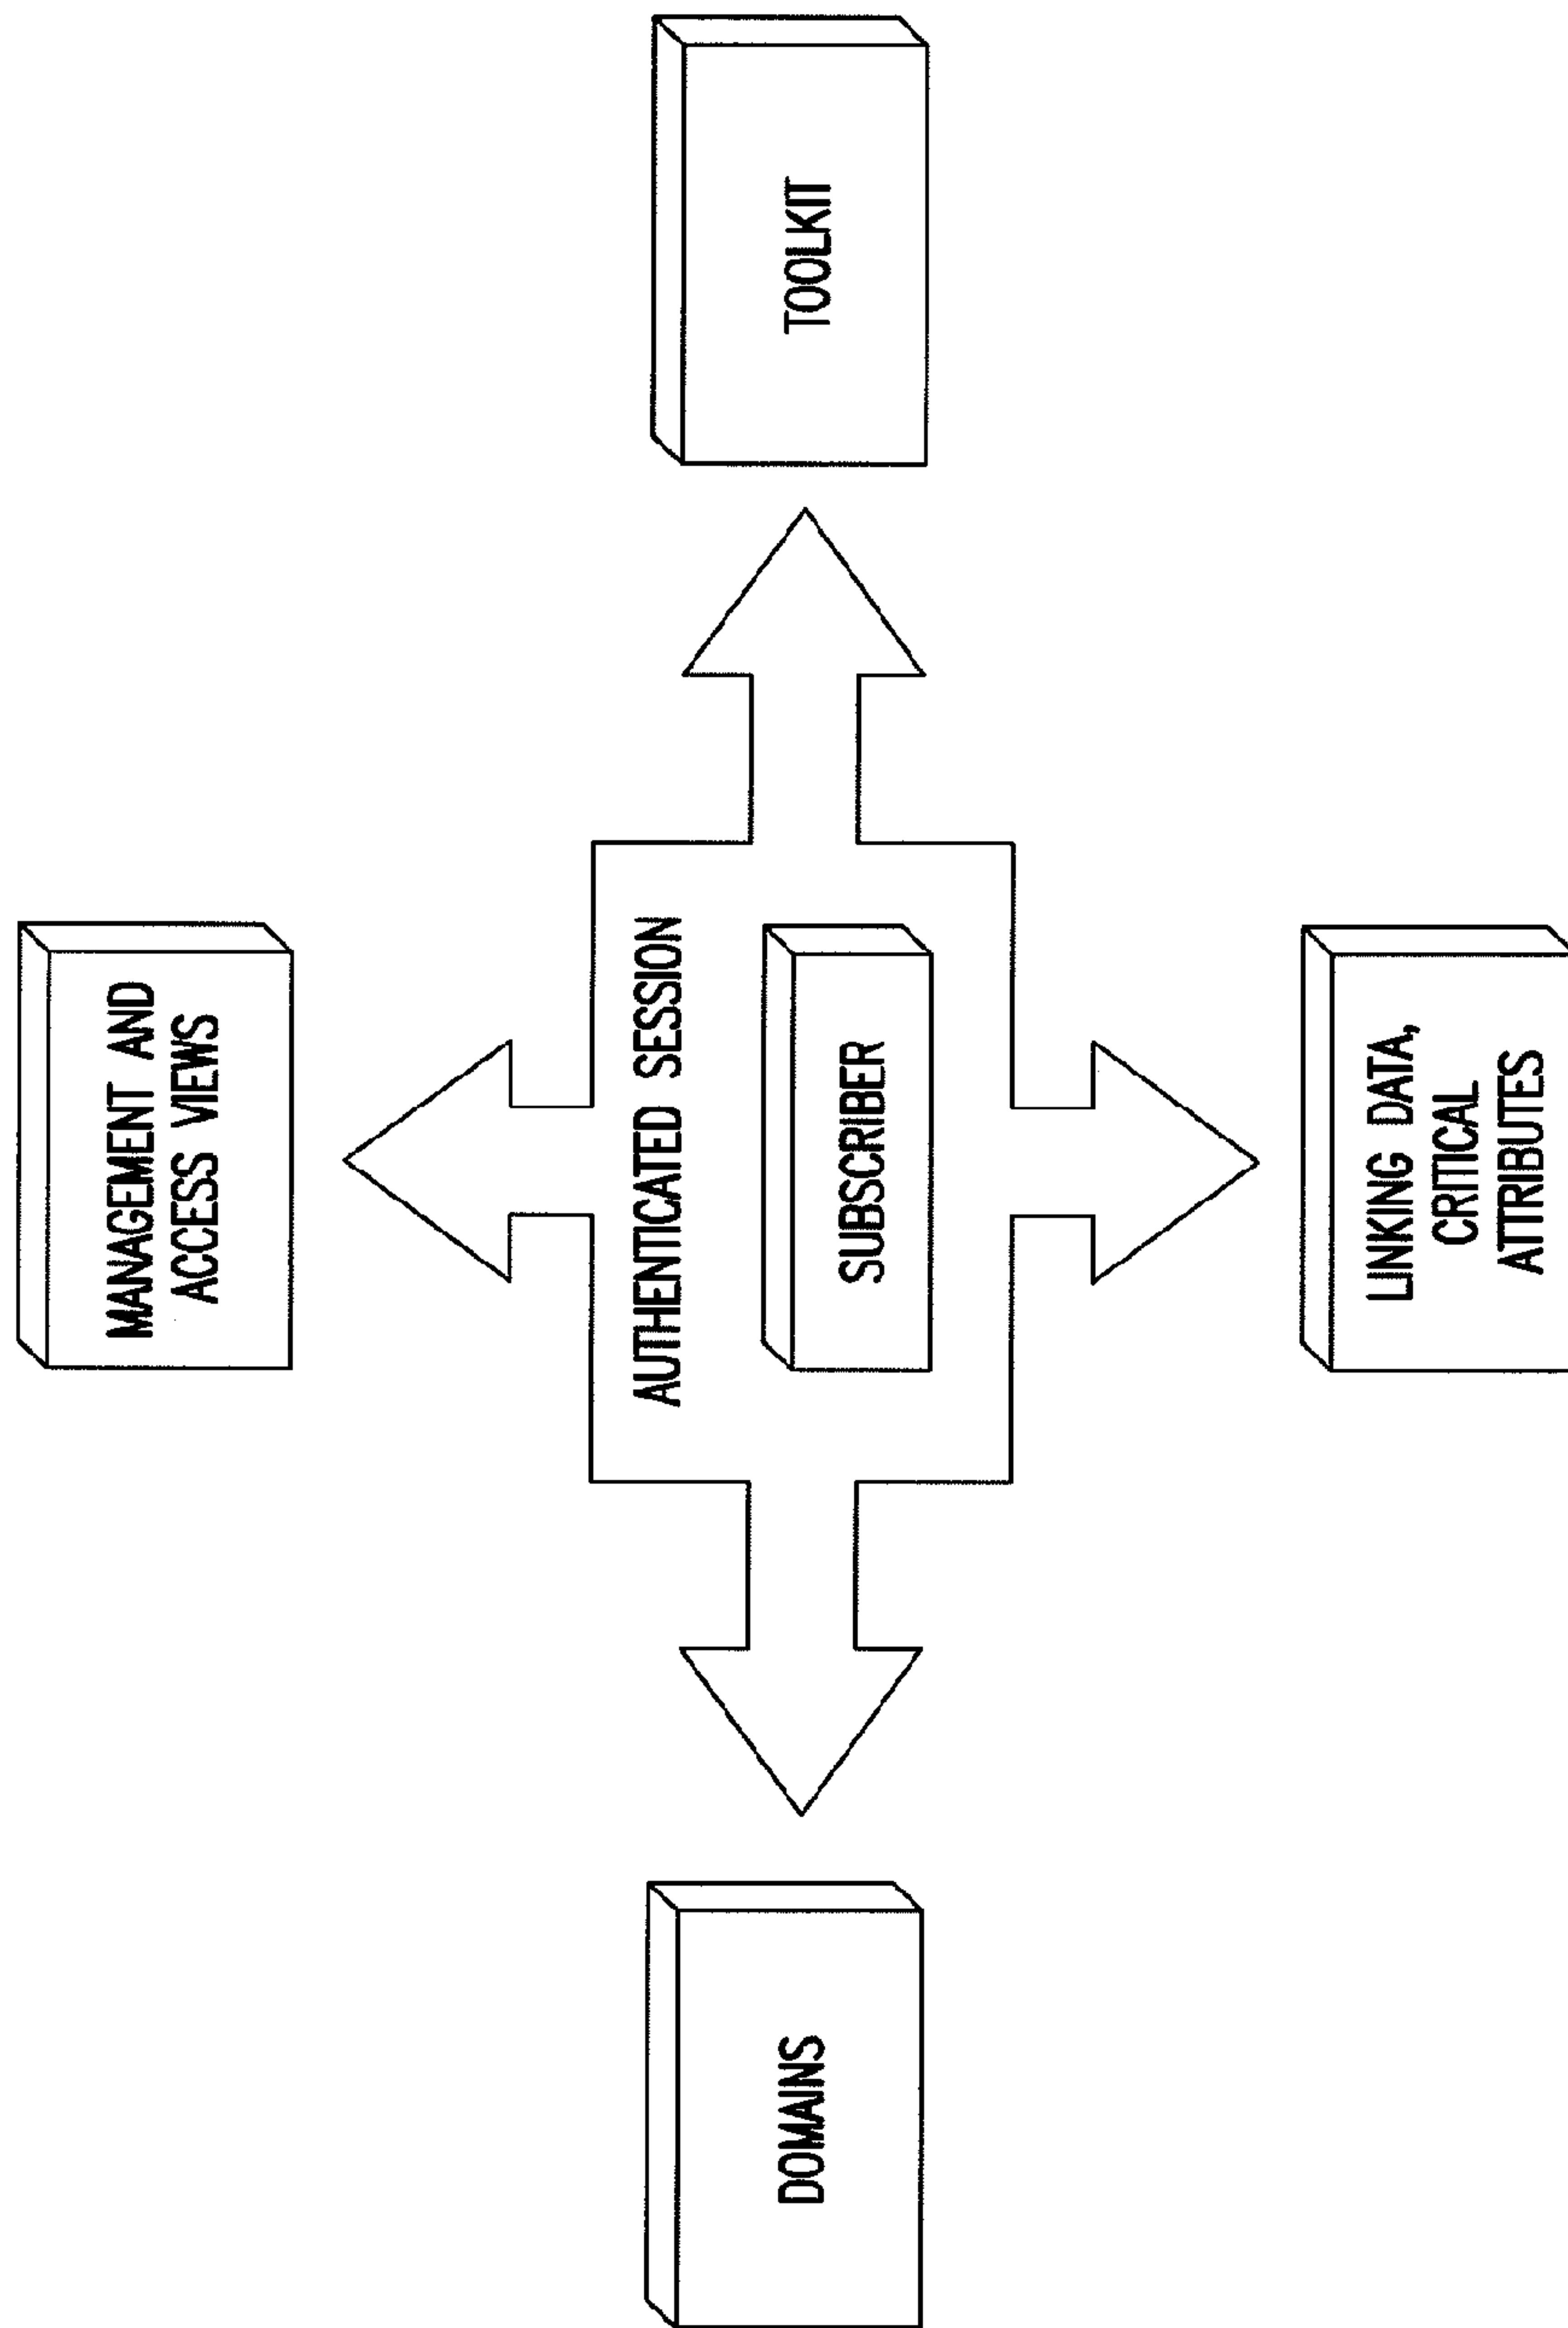 MANAGEMENT AND
ACCESS VIEWS
AUTHENTICATED SESSION
DOMAINS
SUBSCRIBER
TOOLKIT
LINKING DATA,
CRITICAL
ATTRIBUTES